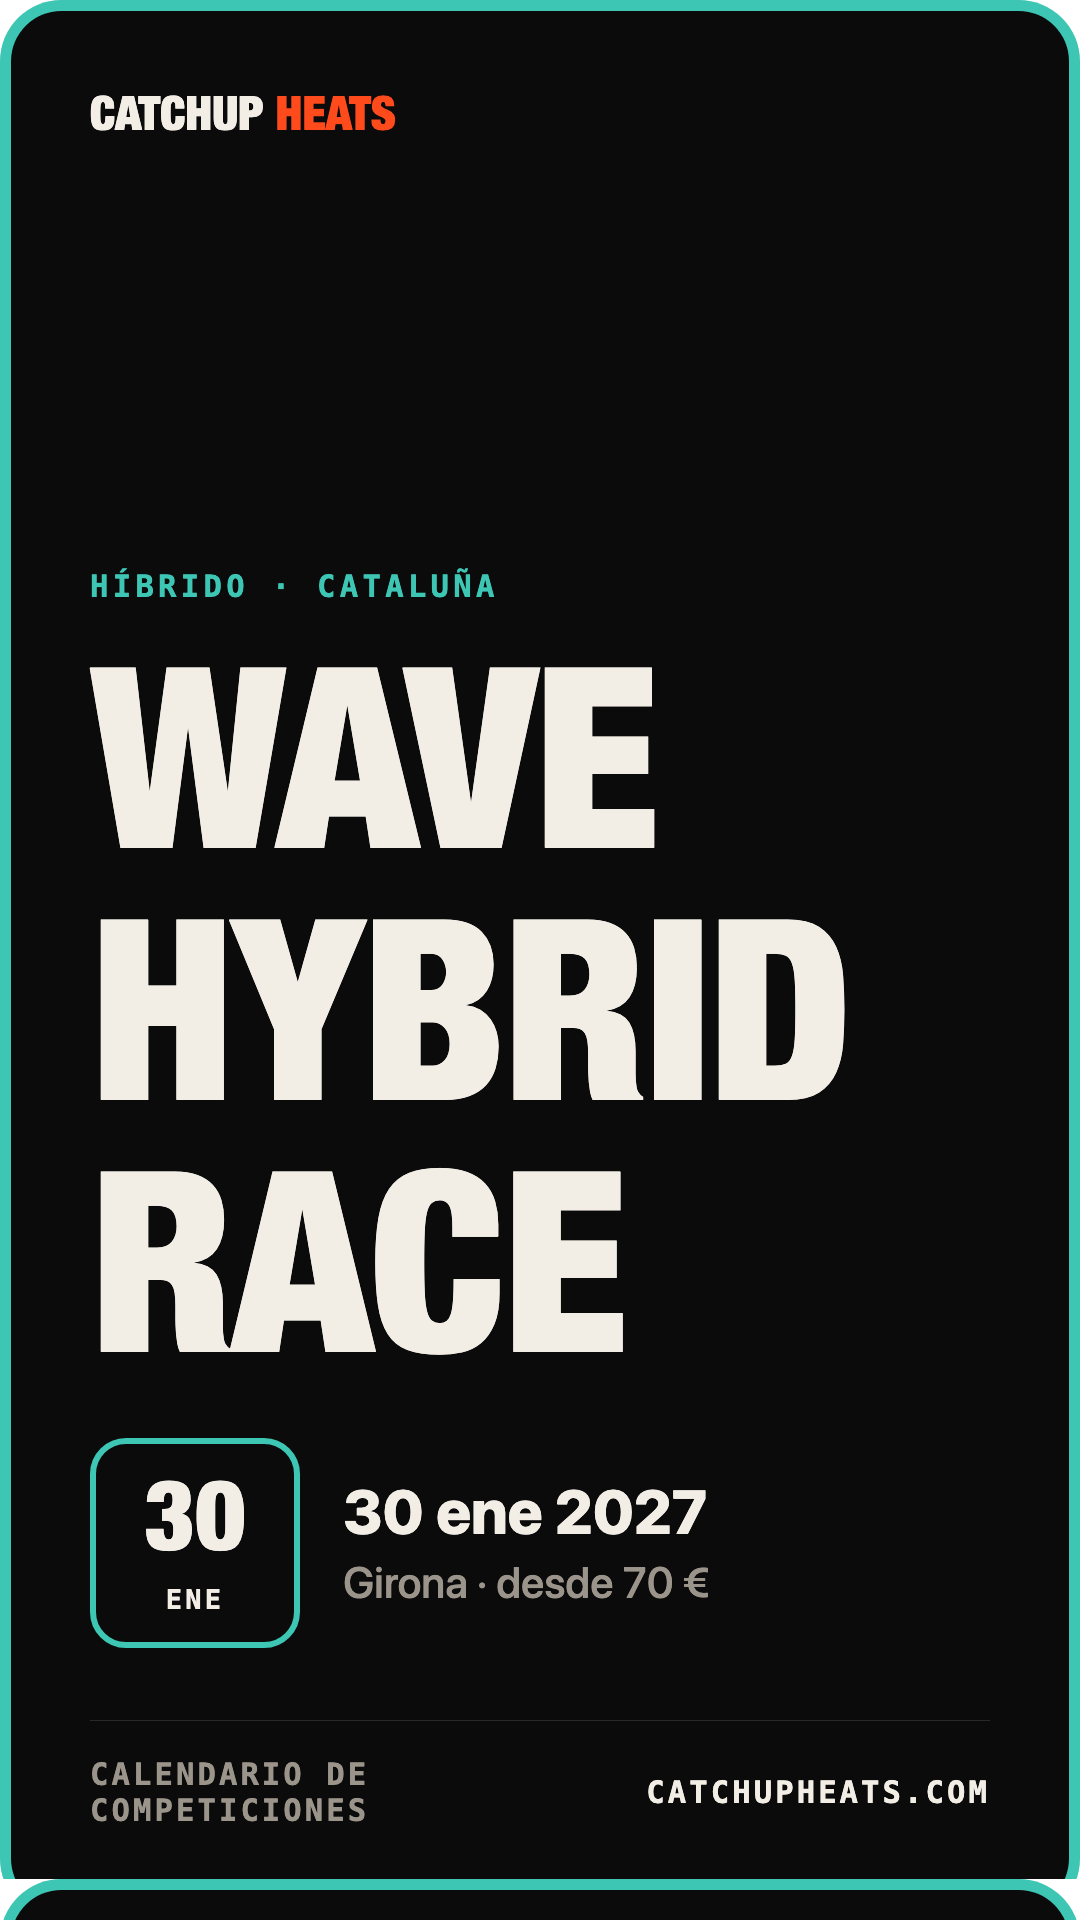 CATCHUP HEATS
HÍBRIDO · CATALUÑA
WAVE
HYBRID
RACE
30
ENE
30 ene 2027
Girona · desde 70 €
CALENDARIO DE
COMPETICIONES
CATCHUPHEATS.COM